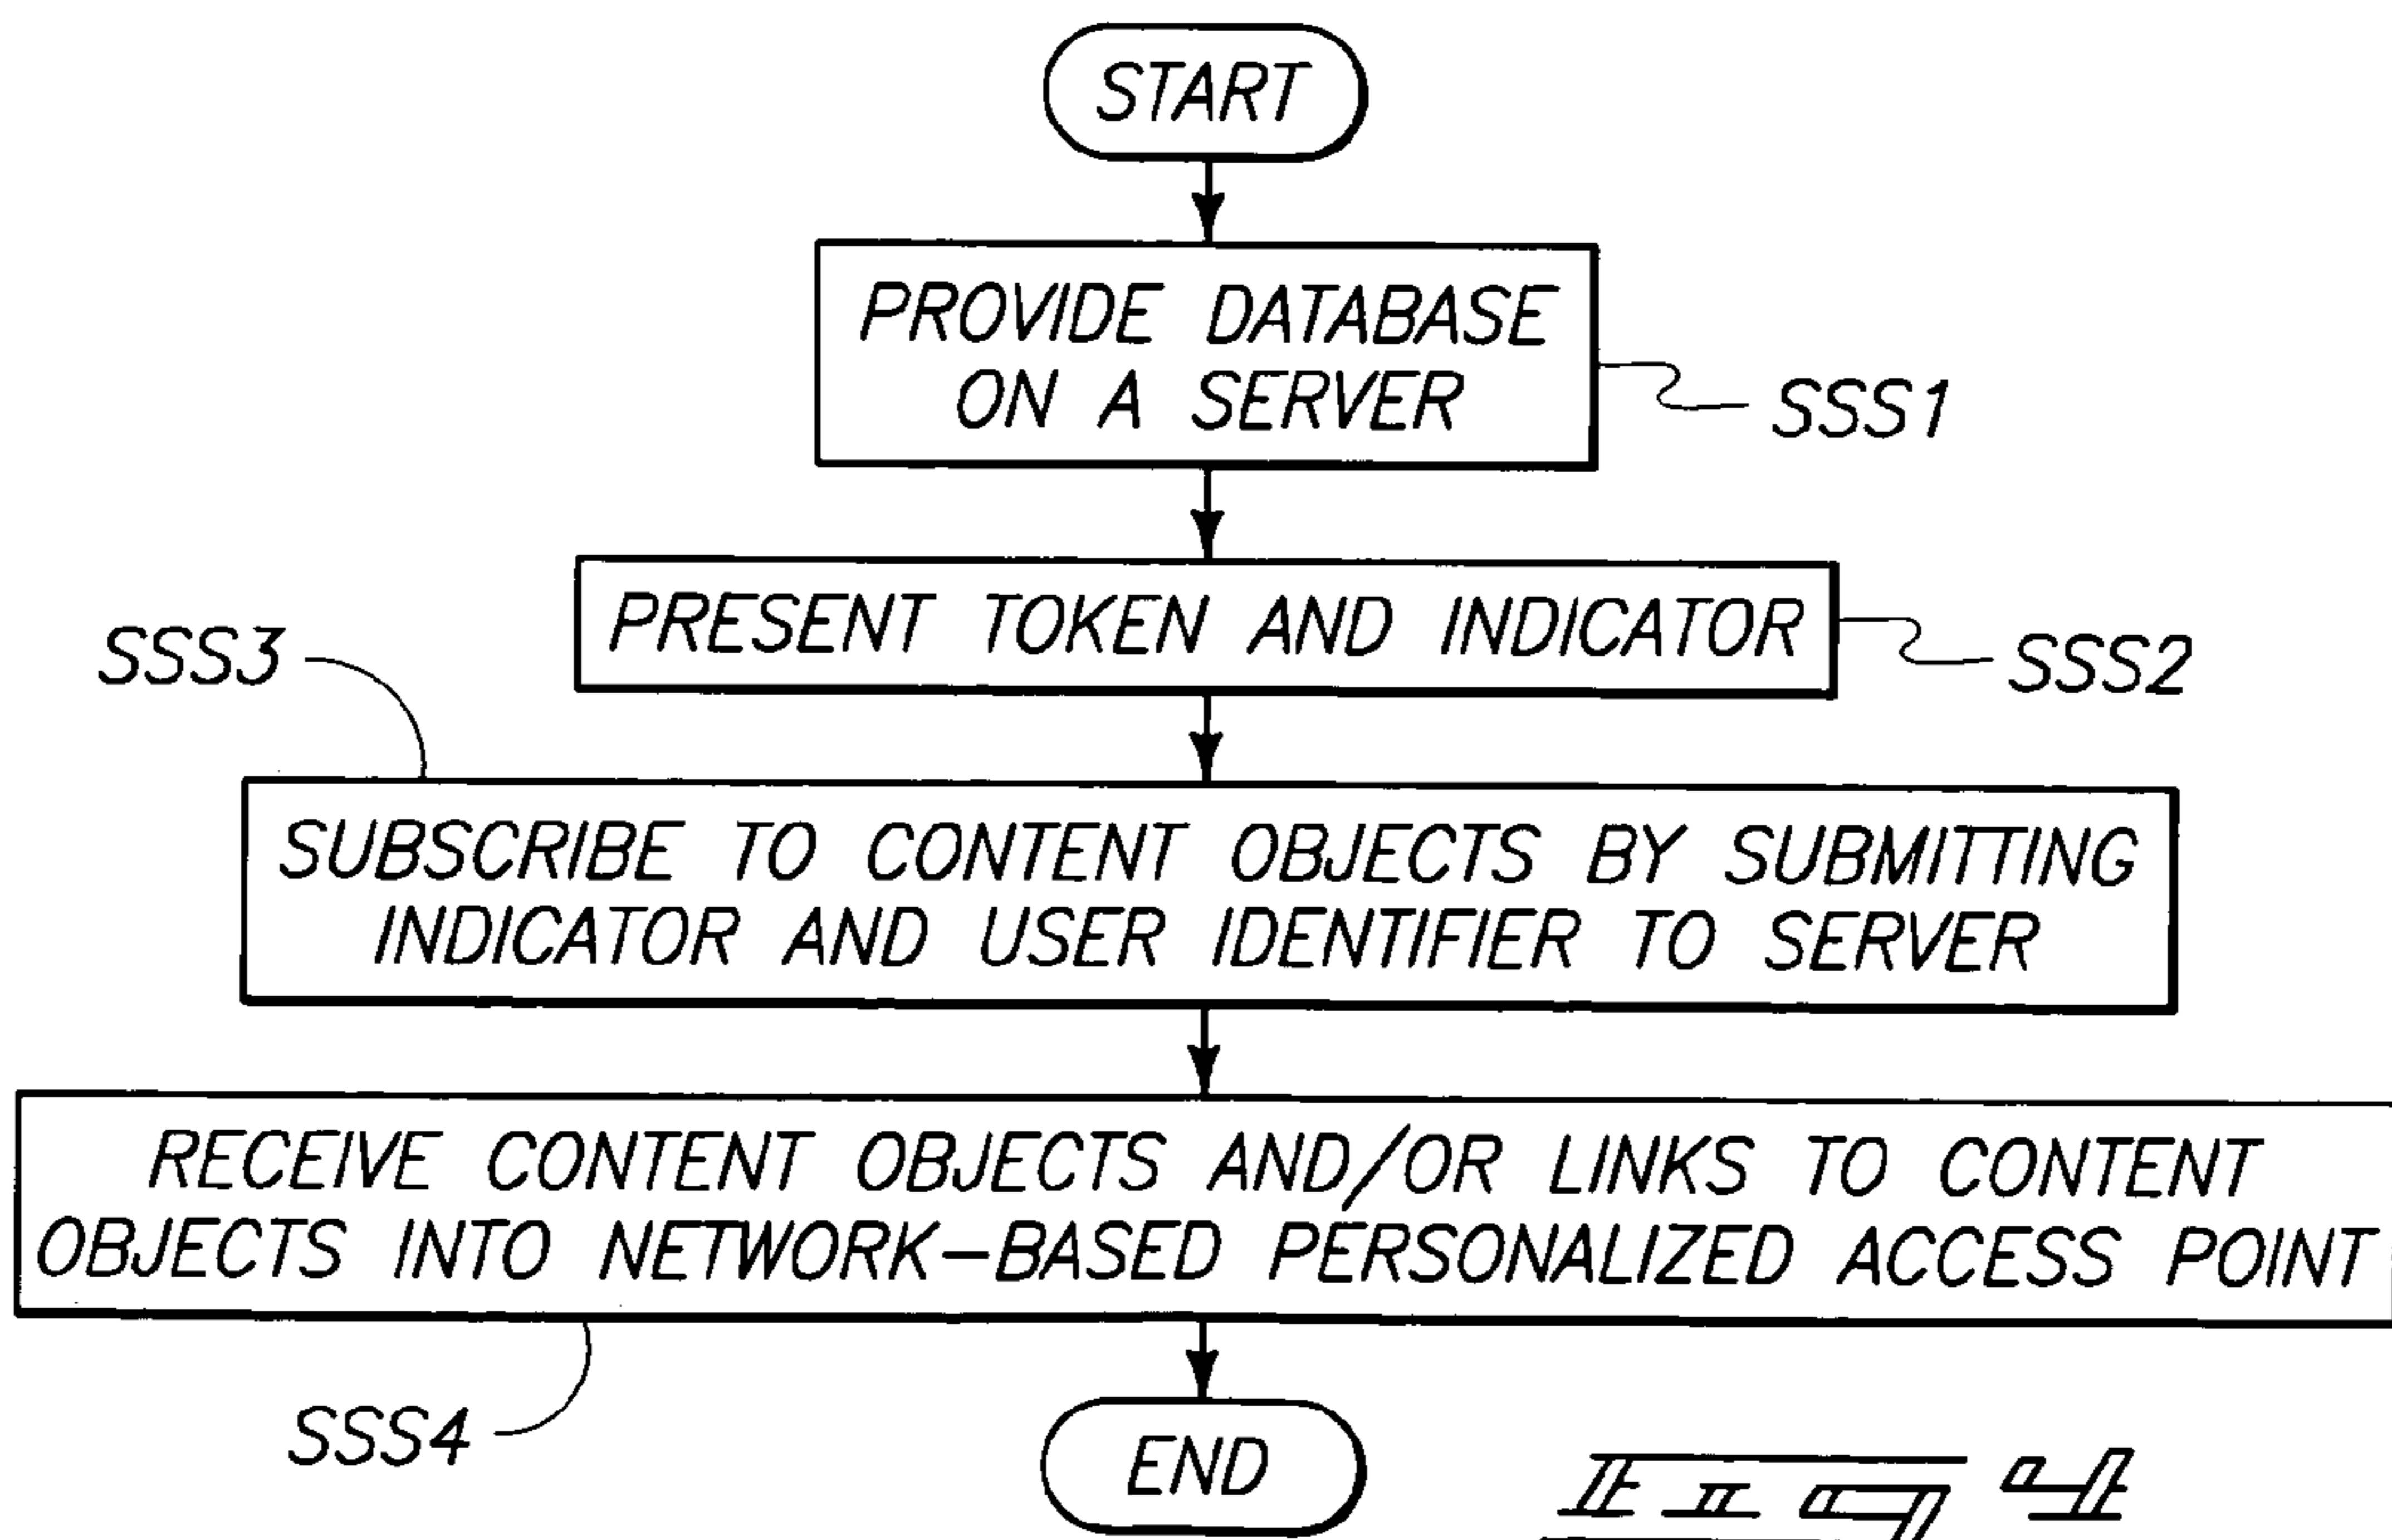 START
PROVIDE DATABASE
ON A SERVER
SSS1
PRESENT TOKEN AND INDICATOR
SSS2
SSS3
SUBSCRIBE TO CONTENT OBJECTS BY SUBMITTING
INDICATOR AND USER IDENTIFIER TO SERVER
RECEIVE CONTENT OBJECTS AND/OR LINKS TO CONTENT
OBJECTS INTO NETWORK-BASED PERSONALIZED ACCESS POINT
SSS4
END
FIG 4